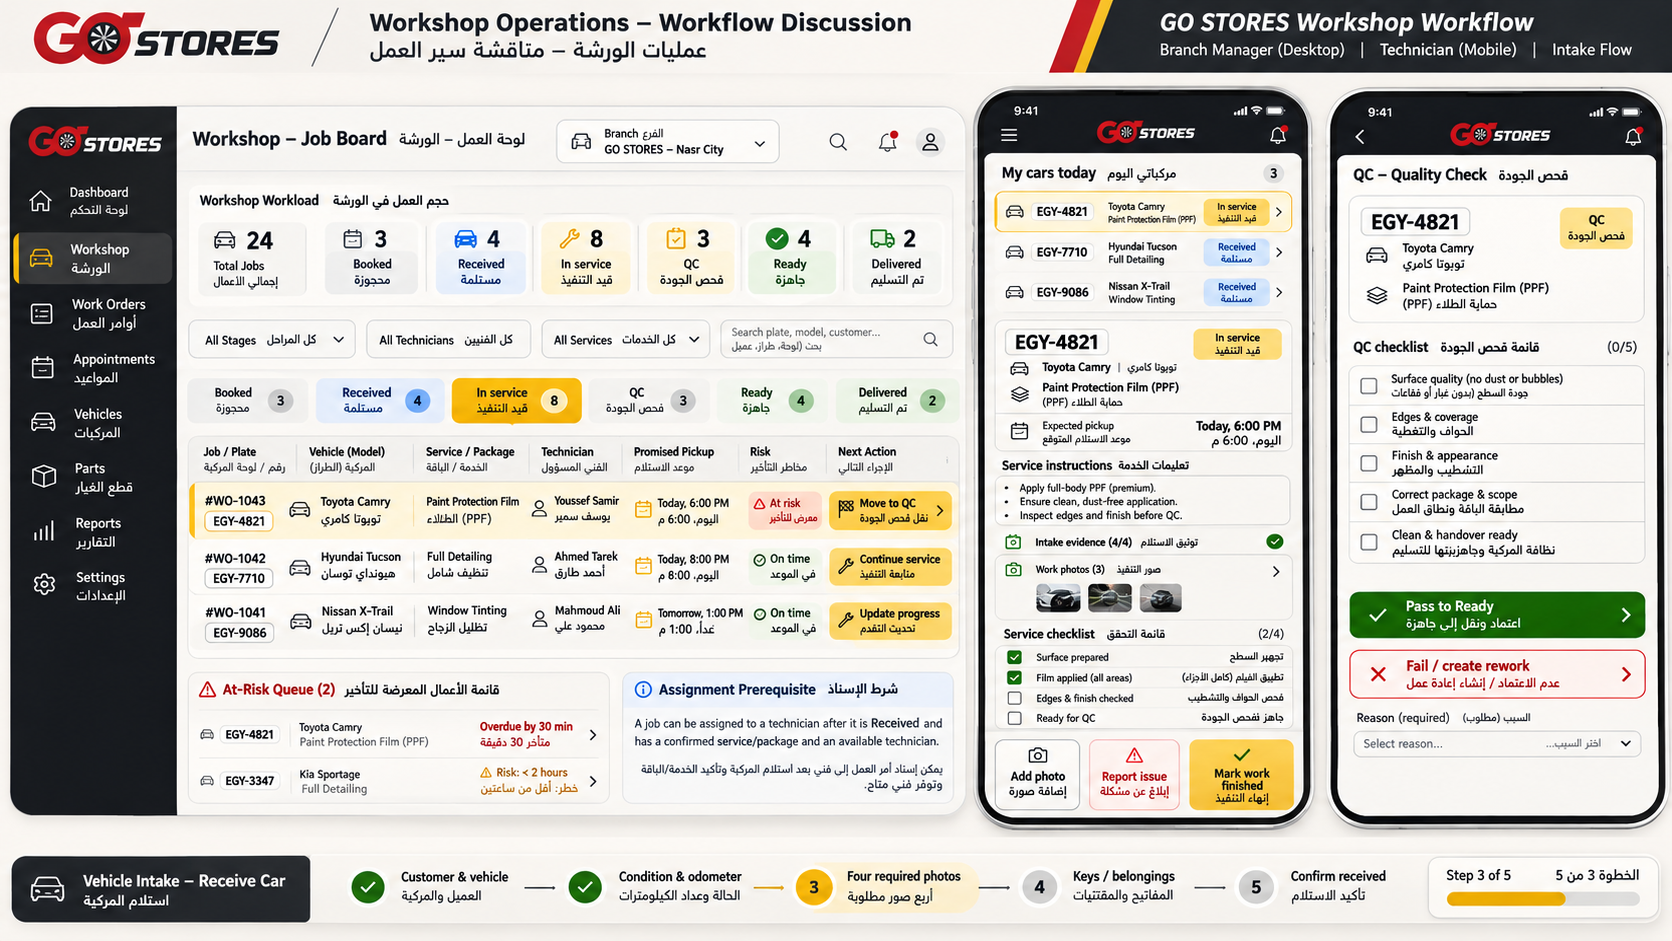 GO STORES
Workshop Operations – Workflow Discussion
عمليات الورشة – متاقشة سير العمل
GO STORES Workshop Workflow
Branch Manager (Desktop) | Technician (Mobile) | Intake Flow
GO STORES
Dashboard
لوحة التحكم
Workshop
الورشة
Work Orders
أوامر العمل
Appointments
المواعيد
Vehicles
المركبات
Parts
قطع الغيار
Reports
التقارير
Settings
الإعدادات
Workshop – Job Board
لوحة العمل – الورشة
Branch الفرع
GO STORES – Nasr City
Workshop Workload حجم العمل في الورشة
24
Total Jobs
إجمالي الأعمال
3
Booked
محجوزة
4
Received
مستلمة
8
In service
قيد التنفيذ
3
QC
فحص الجودة
4
Ready
جاهزة
2
Delivered
تم التسليم
All Stages كل المراحل
All Technicians كل الفنيين
All Services كل الخدمات
Search plate, model, customer...
بحث (لوحة، طراز، عميل
Booked
محجوزة
3
Received
مستلمة
4
In service
قيد التنفيذ
8
QC
فحص الجودة
3
Ready
جاهزة
4
Delivered
تم التسليم
2
Job / Plate
رقم / لوحة المركبة
Vehicle (Model)
المركبة (الطراز)
Service / Package
الخدمة / الباقة
Technician
الفني المسؤول
Promised Pickup
موعد الاستلام
Risk
مخاطر التأخير
Next Action
الإجراء التالي
#WO-1043
EGY-4821
Toyota Camry
تويوتا كامري
Paint Protection Film
(PPF)
Youssef Samir
يوسف سمير
Today, 6:00 PM
اليوم، 6:00 م
At risk
معرض للتأخير
Move to QC
نقل فحص الجودة
#WO-1042
EGY-7710
Hyundai Tucson
هيونداي توسان
Full Detailing
تنظيف شامل
Ahmed Tarek
أحمد طارق
Today, 8:00 PM
اليوم، 8:00 م
On time
في الموعد
Continue service
متابعة التنفيذ
#WO-1041
EGY-9086
Nissan X-Trail
نيسان إكس تريل
Window Tinting
تظليل الزجاج
Mahmoud Ali
محمود علي
Tomorrow, 1:00 PM
غداً، 1:00 م
On time
في الموعد
Update progress
تحديث التقدم
At-Risk Queue (2) قائمة الأعمال المعرضة للتأخير
EGY-4821
Toyota Camry
Paint Protection Film (PPF)
Overdue by 30 min
متأخر 30 دقيقة
EGY-3347
Kia Sportage
Full Detailing
Risk: < 2 hours
خطر: أقل من ساعتين
Assignment Prerequisite شرط الإسناد
A job can be assigned to a technician after it is Received and
has a confirmed service/package and an available technician.
يمكن إسناد أمر العمل إلى فني بعد استلام المركبة وتأكيد الخدمة/الباقة
وتوفر فني متاح.
9:41
GO STORES
My cars today مركباتي اليوم
3
EGY-4821
Toyota Camry
Paint Protection Film (PPF)
In service
قيد التنفيذ
EGY-7710
Hyundai Tucson
Full Detailing
Received
مستلمة
EGY-9086
Nissan X-Trail
Window Tinting
Received
مستلمة
EGY-4821
In service
قيد التنفيذ
Toyota Camry | تويوتا كامري
Paint Protection Film (PPF)
حماية الطلاء (PPF)
Expected pickup
موعد الاستلام المتوقع
Today, 6:00 PM
اليوم، 6:00 م
Service instructions تعليمات الخدمة
• Apply full-body PPF (premium).
• Ensure clean, dust-free application.
• Inspect edges and finish before QC.
Intake evidence (4/4) توثيق الاستلام
Work photos (3) صور التنفيذ
Service checklist قائمة التحقق (2/4)
Surface prepared تجهيز السطح
Film applied (all areas) تطبيق الفيلم (كامل الأجزاء)
Edges & finish checked فحص الحواف والتشطيب
Ready for QC جاهز لفحص الجودة
Add photo
إضافة صورة
Report issue
إبلاغ عن مشكلة
Mark work
finished
إنهاء التنفيذ
9:41
GO STORES
QC – Quality Check فحص الجودة
EGY-4821
QC
فحص الجودة
Toyota Camry
تويوتا كامري
Paint Protection Film (PPF)
حماية الطلاء (PPF)
QC checklist قائمة فحص الجودة (0/5)
Surface quality (no dust or bubbles)
جودة السطح (بدون غبار أو فقاعات
Edges & coverage
الحواف والتغطية
Finish & appearance
التشطيب والمظهر
Correct package & scope
مطابقة الباقة ونطاق العمل
Clean & handover ready
نظافة المركبة وجاهزيتها للتسليم
Pass to Ready
اعتماد ونقل إلى جاهزة
Fail / create rework
عدم الاعتماد / إنشاء إعادة عمل
Reason (required) السبب (مطلوب)
Select reason... اختر السبب...
Vehicle Intake – Receive Car
استلام المركبة
Customer & vehicle
العميل والمركبة
Condition & odometer
الحالة وعداد الكيلومترات
3
Four required photos
أربع صور مطلوبة
4
Keys / belongings
المفاتيح والمقتنيات
5
Confirm received
تأكيد الاستلام
Step 3 of 5 الخطوة 3 من 5